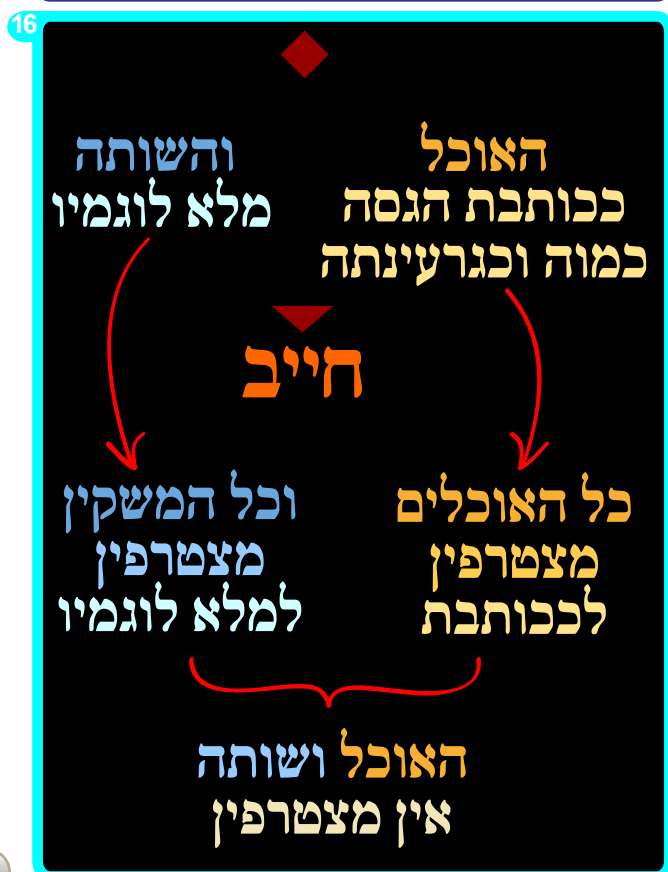 16
האוכל
ככותבת הגסה
כמוה וכגרעינתה
והשותה
מלא לוגמיו
חייב
כל האוכלים
מצטרפין
לככותבת
וכל המשקין
מצטרפין
למלא לוגמיו
האוכל ושותה
אין מצטרפין